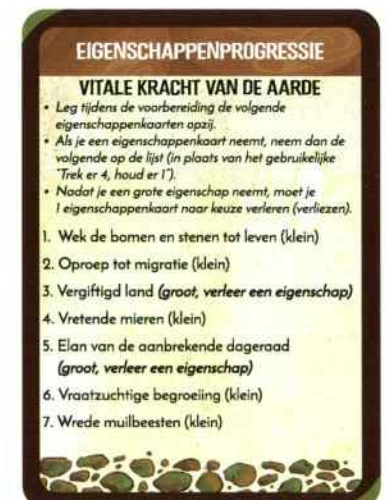 EIGENSCHAPPENPROGRESSIE
VITALE KRACHT VAN DE AARDE
• Leg tijdens de voorbereiding de volgende
eigenschappenkaarten opzij.
• Als je een eigenschappenkaart neemt, neem dan de
volgende op de lijst (in plaats van het gebruikelijke
"Trek er 4, houd er 1").
• Nadat je een grote eigenschap neemt, moet je
1 eigenschappenkaart naar keuze verleren (verliezen).
1. Wek de bomen en stenen tot leven (klein)
2. Oproep tot migratie (klein)
3. Vergiftigd land (groot, verleer een eigenschap)
4. Vretende mieren (klein)
5. Elan van de aanbrekende dageraad
(groot, verleer een eigenschap)
6. Vraatzuchtige begroeiing (klein)
7. Wrede muilbeesten (klein)